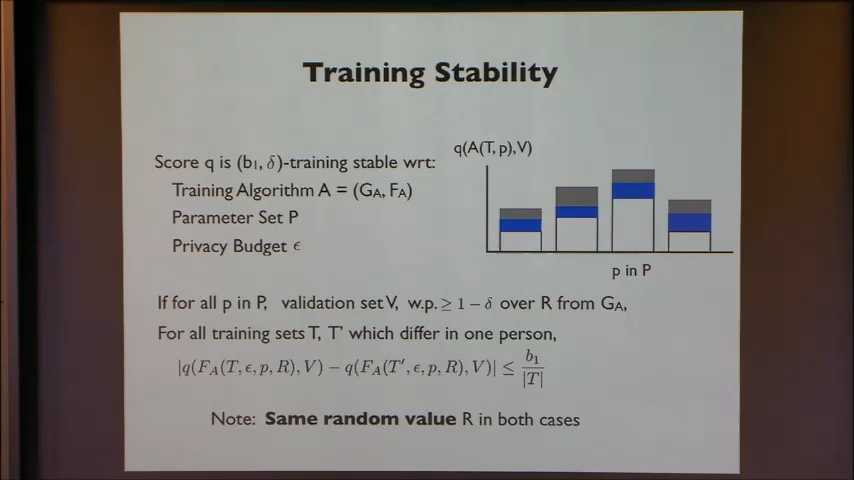 Training Stability
Score q is (b₁, δ)-training stable wrt:
Training Algorithm A = (G_A, F_A)
Parameter Set P
Privacy Budget ϵ
q(A(T, p), V)
p in P
If for all p in P, validation set V, w.p. ≥ 1 − δ over R from G_A,
For all training sets T, T' which differ in one person,
|q(F_A(T, ϵ, p, R), V) − q(F_A(T', ϵ, p, R), V)| ≤ b₁/|T|
Note: Same random value R in both cases